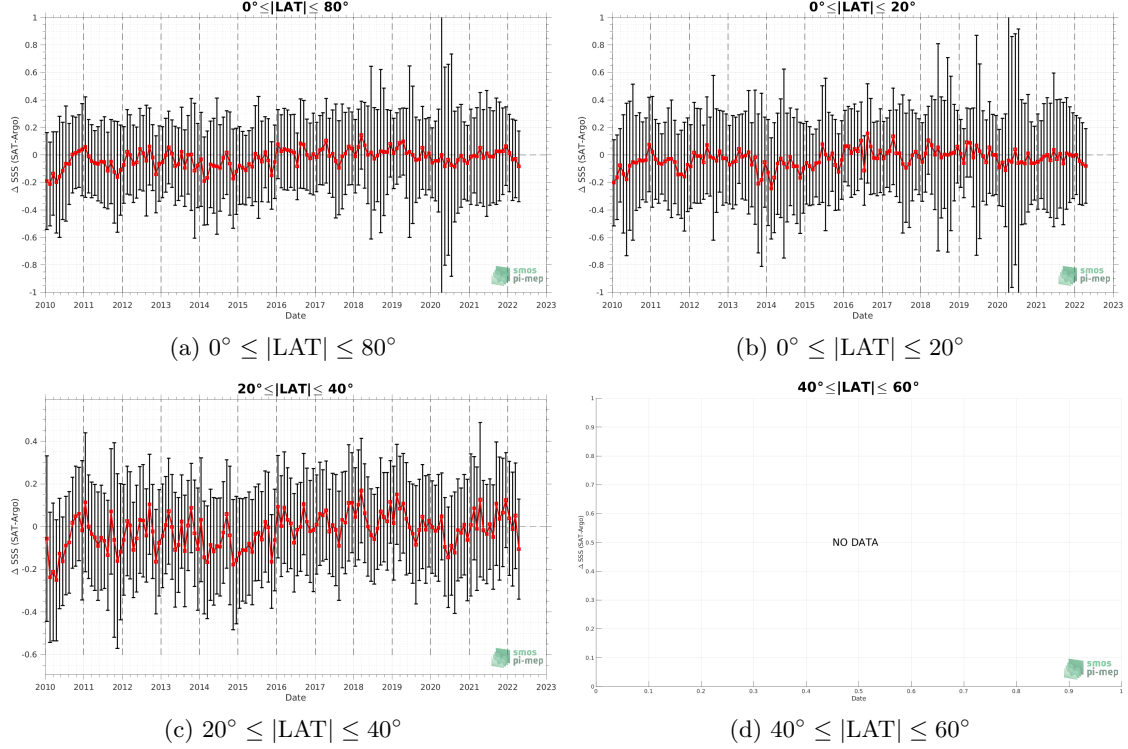 0°≤|LAT|≤ 80°
Δ SSS (SAT-Argo)
1
0.8
0.6
0.4
0.2
0
-0.2
-0.4
-0.6
-0.8
-1
2010 2011 2012 2013 2014 2015 2016 2017 2018 2019 2020 2021 2022 2023
Date
smos
pi-mep
(a) 0° ≤ |LAT| ≤ 80°
0°≤|LAT|≤ 20°
Δ SSS (SAT-Argo)
1
0.8
0.6
0.4
0.2
0
-0.2
-0.4
-0.6
-0.8
-1
2010 2011 2012 2013 2014 2015 2016 2017 2018 2019 2020 2021 2022 2023
Date
smos
pi-mep
(b) 0° ≤ |LAT| ≤ 20°
20°≤|LAT|≤ 40°
Δ SSS (SAT-Argo)
0.4
0.2
0
-0.2
-0.4
-0.6
2010 2011 2012 2013 2014 2015 2016 2017 2018 2019 2020 2021 2022 2023
Date
smos
pi-mep
(c) 20° ≤ |LAT| ≤ 40°
40°≤|LAT|≤ 60°
Δ SSS (SAT-Argo)
1
0.9
0.8
0.7
0.6
0.5
0.4
0.3
0.2
0.1
0
NO DATA
0 0.1 0.2 0.3 0.4 0.5 0.6 0.7 0.8 0.9 1
Date
smos
pi-mep
(d) 40° ≤ |LAT| ≤ 60°